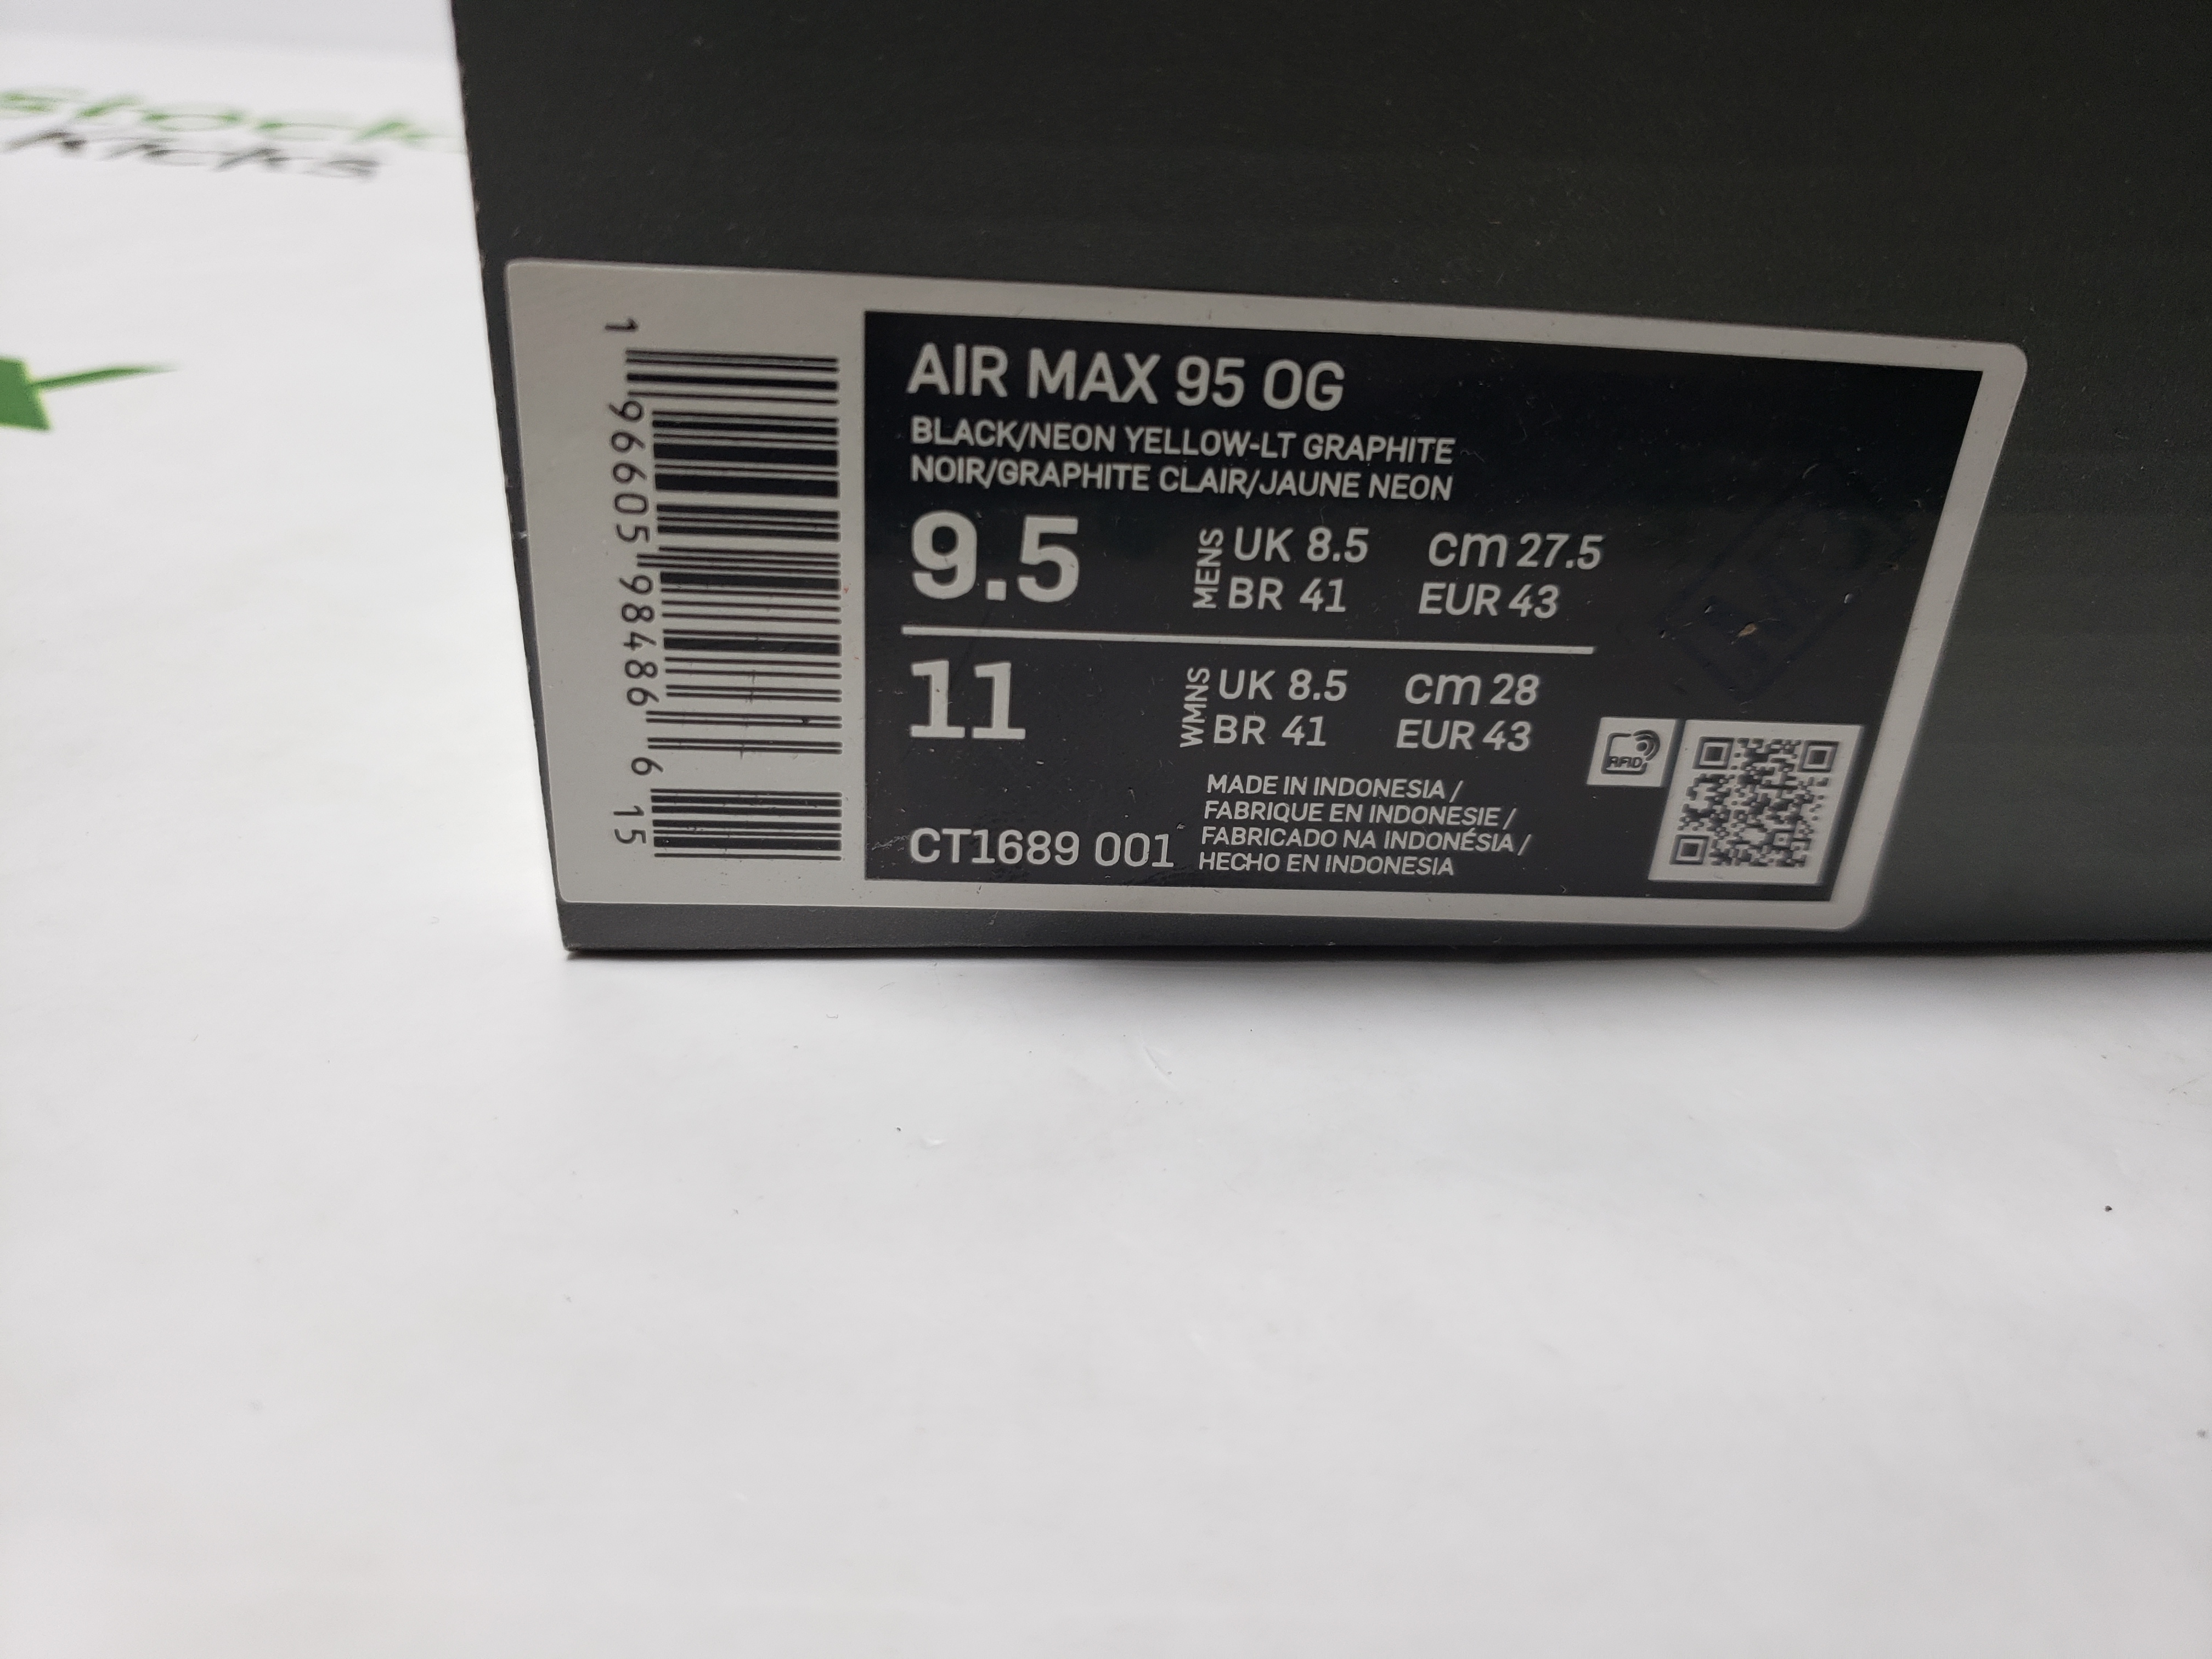 stock
kicks
1
96605
98486
6
15
AIR MAX 95 OG
BLACK/NEON YELLOW-LT GRAPHITE
NOIR/GRAPHITE CLAIR/JAUNE NEON
9.5
MENS
UK 8.5 cm 27.5
BR 41 EUR 43
11
WMNS
UK 8.5 cm 28
BR 41 EUR 43
CT1689 001
MADE IN INDONESIA /
FABRIQUE EN INDONESIE /
FABRICADO NA INDONÉSIA /
HECHO EN INDONESIA
RFID